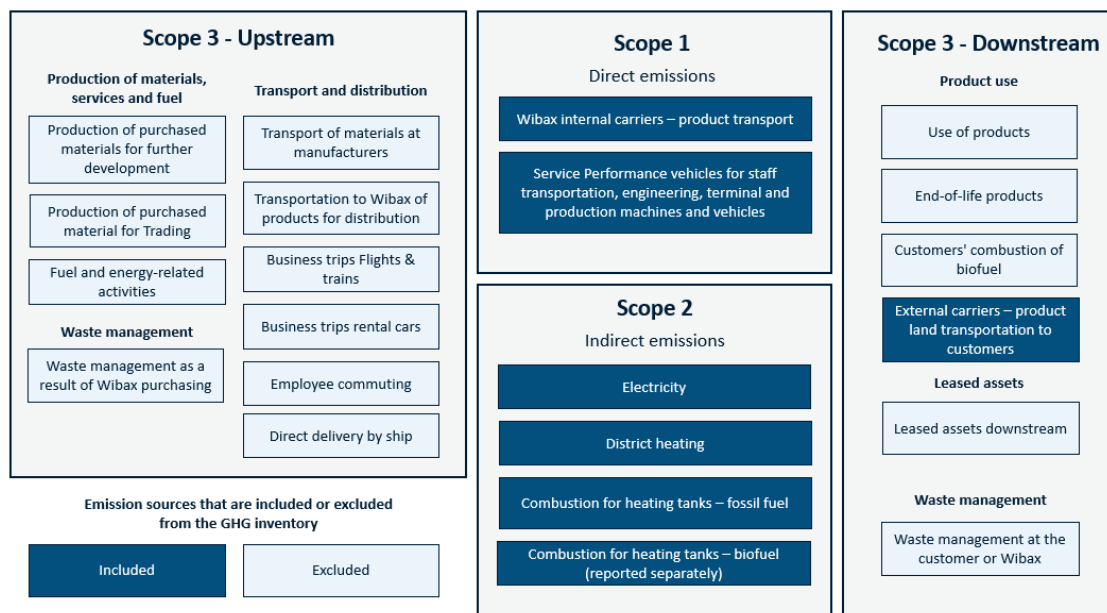 Scope 3 - Upstream
Production of materials,
services and fuel
Production of purchased
materials for further
development
Production of purchased
material for Trading
Fuel and energy-related
activities
Waste management
Waste management as a
result of Wibax purchasing
Transport and distribution
Transport of materials at
manufacturers
Transportation to Wibax of
products for distribution
Business trips Flights &
trains
Business trips rental cars
Employee commuting
Direct delivery by ship
Emission sources that are included or excluded
from the GHG inventory
Included
Excluded
Scope 1
Direct emissions
Wibax internal carriers – product transport
Service Performance vehicles for staff
transportation, engineering, terminal and
production machines and vehicles
Scope 2
Indirect emissions
Electricity
District heating
Combustion for heating tanks – fossil fuel
Combustion for heating tanks – biofuel
(reported separately)
Scope 3 - Downstream
Product use
Use of products
End-of-life products
Customers' combustion of
biofuel
External carriers – product
land transportation to
customers
Leased assets
Leased assets downstream
Waste management
Waste management at the
customer or Wibax